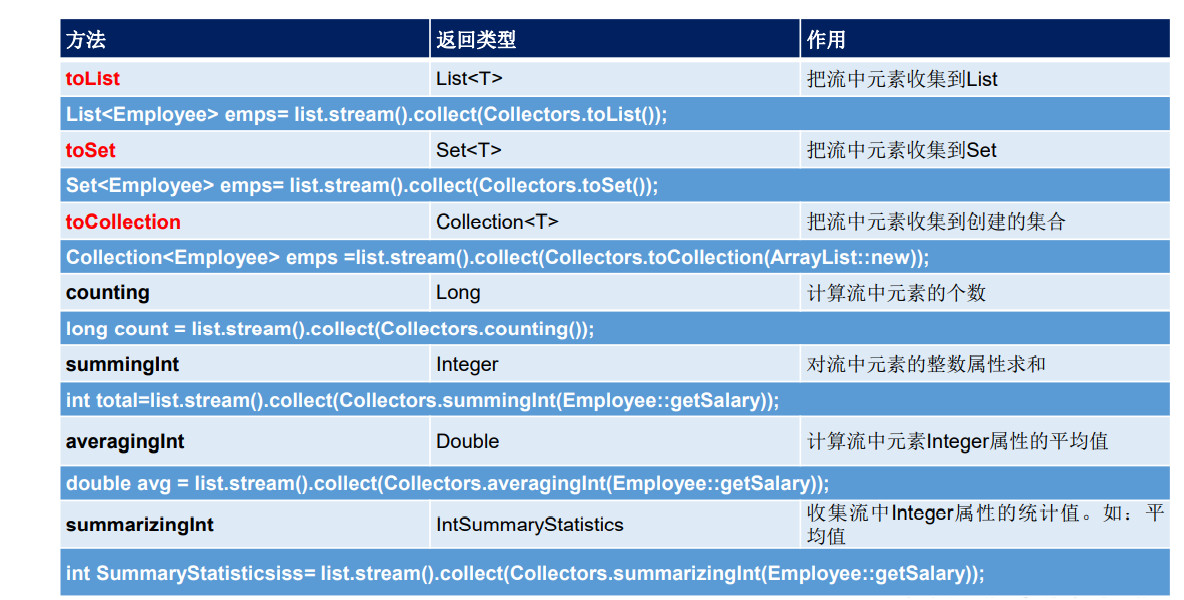 方法 返回类型 作用
toList List<T> 把流中元素收集到List
List<Employee> emps= list.stream().collect(Collectors.toList());
toSet Set<T> 把流中元素收集到Set
Set<Employee> emps= list.stream().collect(Collectors.toSet());
toCollection Collection<T> 把流中元素收集到创建的集合
Collection<Employee> emps =list.stream().collect(Collectors.toCollection(ArrayList::new));
counting Long 计算流中元素的个数
long count = list.stream().collect(Collectors.counting());
summingInt Integer 对流中元素的整数属性求和
int total=list.stream().collect(Collectors.summingInt(Employee::getSalary));
averagingInt Double 计算流中元素Integer属性的平均值
double avg = list.stream().collect(Collectors.averagingInt(Employee::getSalary));
summarizingInt IntSummaryStatistics 收集流中Integer属性的统计值。如：平
均值
int SummaryStatisticsiss= list.stream().collect(Collectors.summarizingInt(Employee::getSalary));